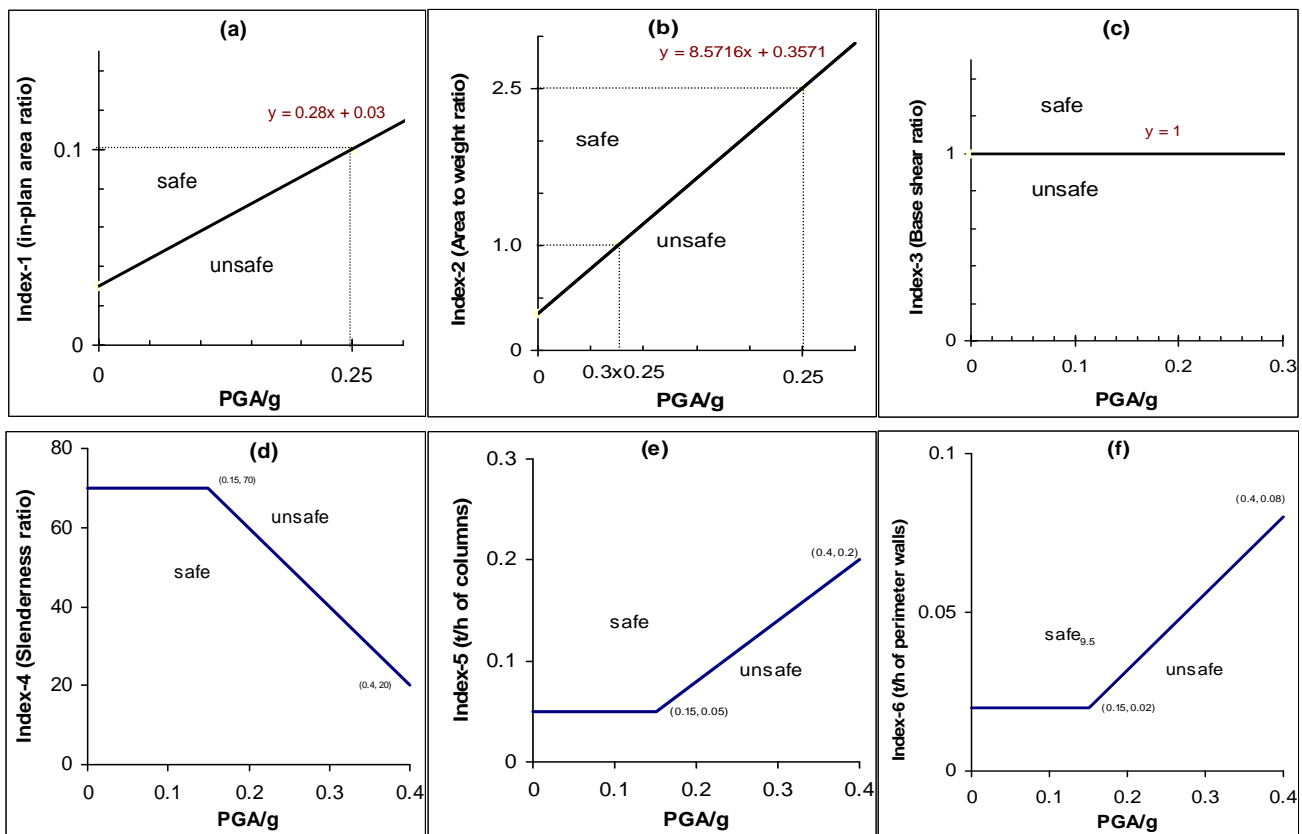 (a)
Index-1 (in-plan area ratio)
y = 0.28x + 0.03
0.1
safe
unsafe
0
0
0.25
PGA/g
(b)
Index-2 (Area to weight ratio)
y = 8.5716x + 0.3571
2.5
safe
1.0
unsafe
0
0
0.3x0.25
0.25
PGA/g
(c)
Index-3 (Base shear ratio)
safe
y = 1
1
unsafe
0
0
0.1
0.2
0.3
PGA/g
(d)
Index-4 (Slenderness ratio)
80
(0.15, 70)
60
unsafe
safe
40
20
(0.4, 20)
0
0
0.1
0.2
0.3
0.4
PGA/g
(e)
Index-5 (t/h of columns)
0.3
0.2
(0.4, 0.2)
safe
0.1
unsafe
(0.15, 0.05)
0
0
0.1
0.2
0.3
0.4
PGA/g
(f)
Index-6 (t/h of perimeter walls)
0.1
(0.4, 0.08)
0.05
safe9.5
unsafe
(0.15, 0.02)
0
0
0.1
0.2
0.3
0.4
PGA/g